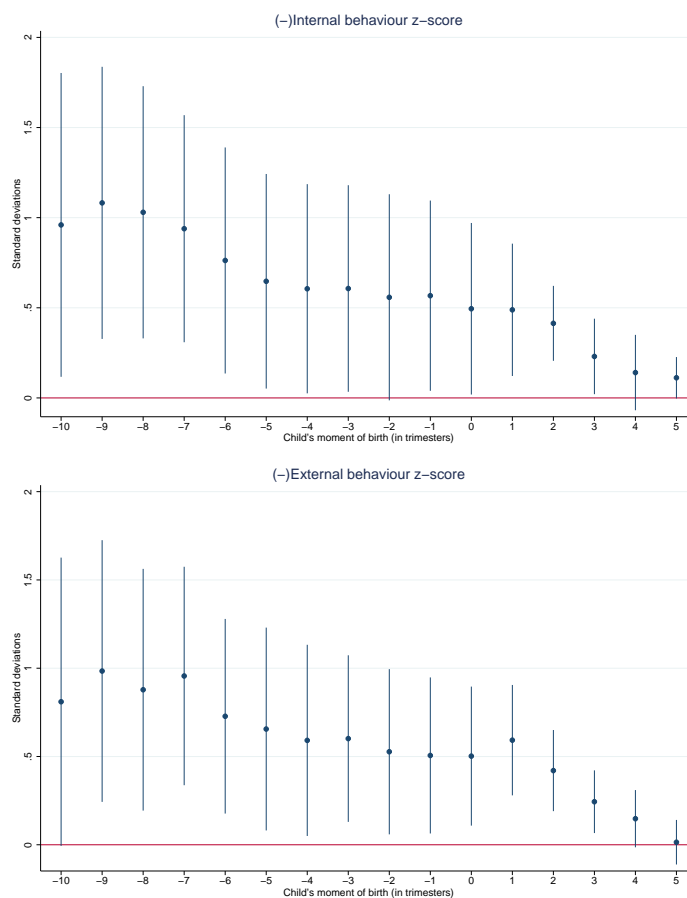 (−)Internal behaviour z−score
2
1.5
1
.5
0
Standard deviations
−10 −9 −8 −7 −6 −5 −4 −3 −2 −1 0 1 2 3 4 5
Child's moment of birth (in trimesters)
(−)External behaviour z−score
2
1.5
1
.5
0
Standard deviations
−10 −9 −8 −7 −6 −5 −4 −3 −2 −1 0 1 2 3 4 5
Child's moment of birth (in trimesters)